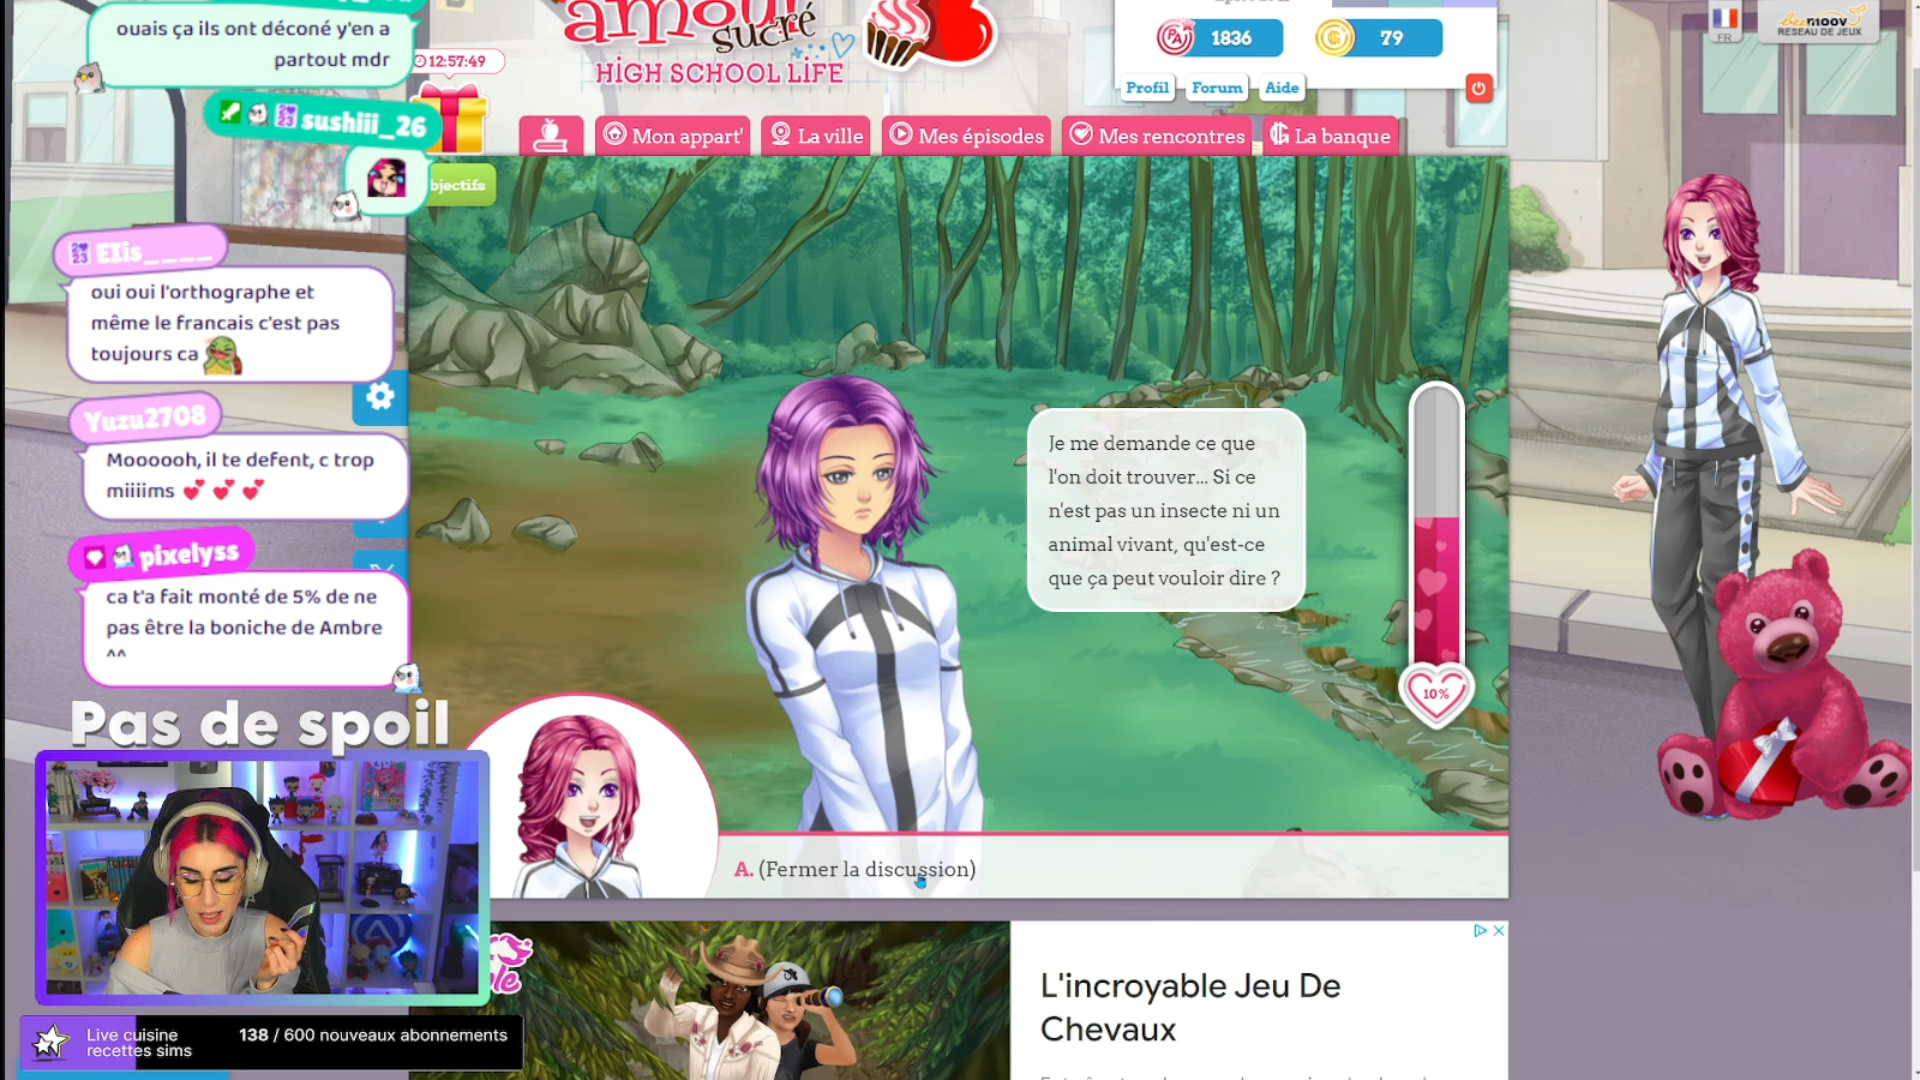 ouais ça ils ont déconé y'en a
partout mdr
sushiii_26
EIis____
oui oui l'orthographe et
même le francais c'est pas
toujours ca
Yuzu2708
Moooooh, il te defent, c trop
miiiims
pixelyss
ca t'a fait monté de 5% de ne
pas être la boniche de Ambre
^^
Pas de spoil
Live cuisine
recettes sims
138 / 600 nouveaux abonnements
12:57:49
amour
sucré
HIGH SCHOOL LIFE
PA
1836
79
Profil
Forum
Aide
FR
beemoov
RESEAU DE JEUX
Mon appart'
La ville
Mes épisodes
Mes rencontres
La banque
bjectifs
Je me demande ce que
l'on doit trouver... Si ce
n'est pas un insecte ni un
animal vivant, qu'est-ce
que ça peut vouloir dire ?
10%
A. (Fermer la discussion)
L'incroyable Jeu De
Chevaux